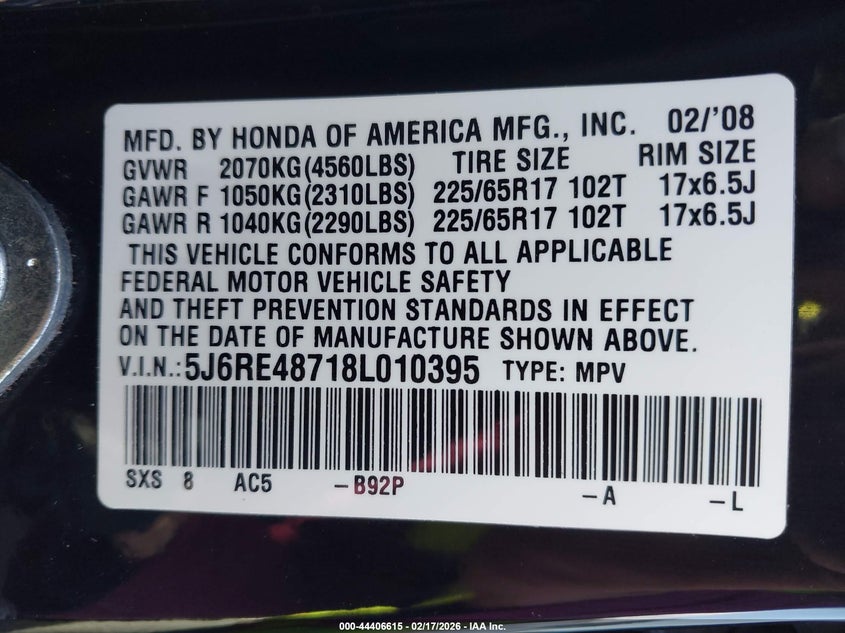 MFD. BY HONDA OF AMERICA MFG., INC. 02/'08
GVWR 2070KG(4560LBS) TIRE SIZE RIM SIZE
GAWR F 1050KG(2310LBS) 225/65R17 102T 17x6.5J
GAWR R 1040KG(2290LBS) 225/65R17 102T 17x6.5J
THIS VEHICLE CONFORMS TO ALL APPLICABLE
FEDERAL MOTOR VEHICLE SAFETY
AND THEFT PREVENTION STANDARDS IN EFFECT
ON THE DATE OF MANUFACTURE SHOWN ABOVE.
V.I.N.:5J6RE48718L010395 TYPE: MPV
SXS 8 AC5 -B92P -A -L
000-44406615 - 02/17/2026 - IAA Inc.